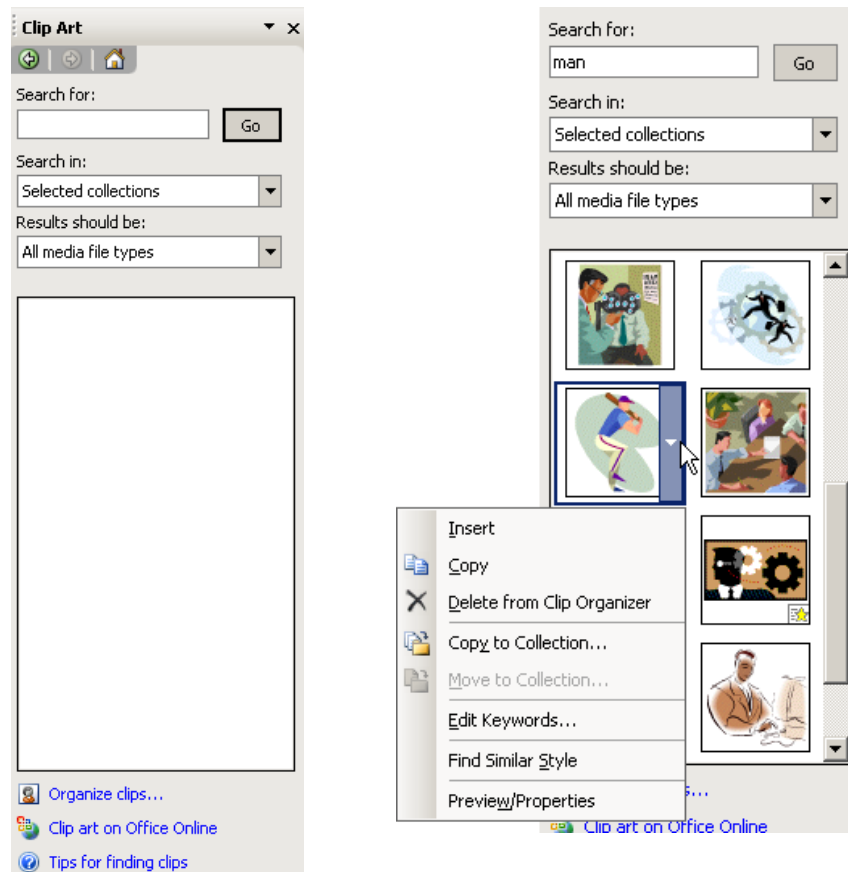 Clip Art
Search for:
Go
Search in:
Selected collections
Results should be:
All media file types
Organize clips...
Clip art on Office Online
Tips for finding clips
Search for:
man
Go
Search in:
Selected collections
Results should be:
All media file types
Insert
Copy
Delete from Clip Organizer
Copy to Collection...
Move to Collection...
Edit Keywords...
Find Similar Style
Preview/Properties
Clip art on Office Online